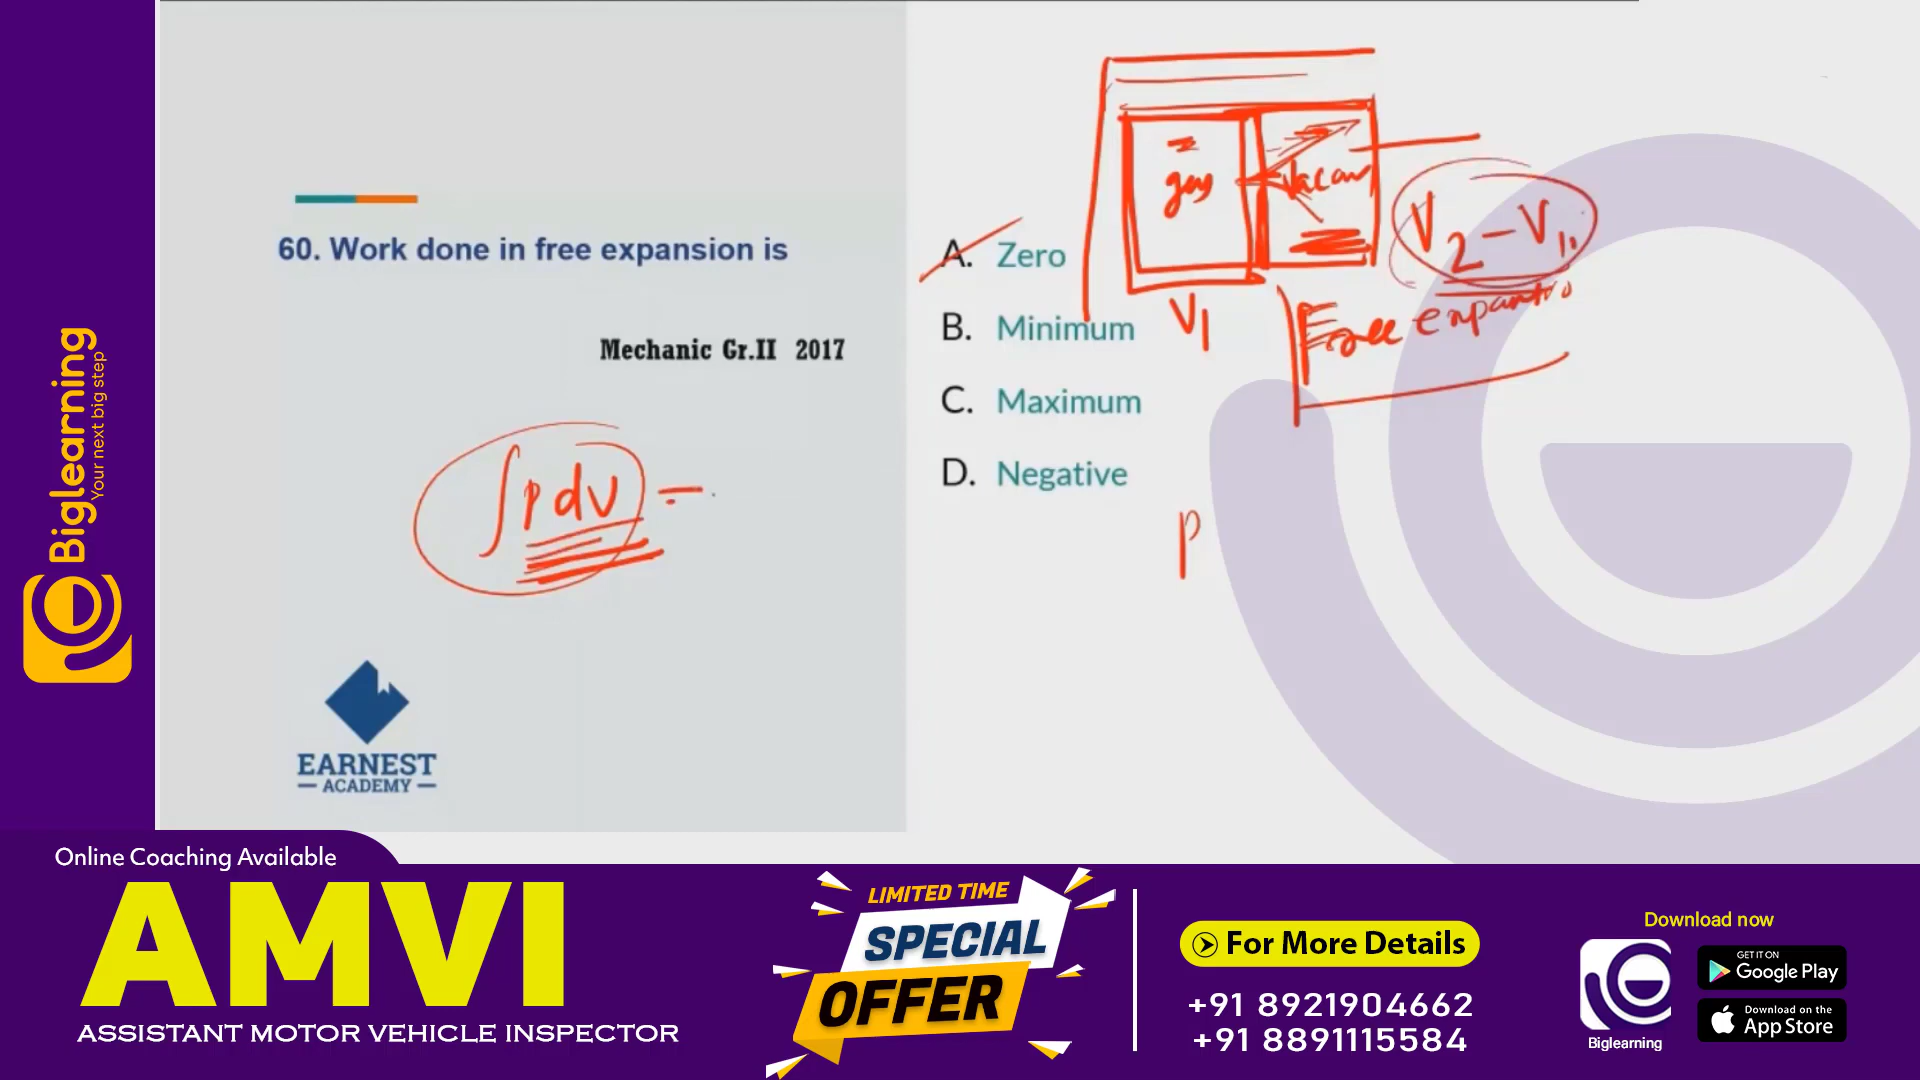 Biglearning
Your next big step
60. Work done in free expansion is
Mechanic Gr.II 2017
∫pdv =
EARNEST
ACADEMY
A. Zero
B. Minimum
C. Maximum
D. Negative
gas
V1
V2 - V1
Free
p
Online Coaching Available
AMVI
ASSISTANT MOTOR VEHICLE INSPECTOR
LIMITED TIME
SPECIAL
OFFER
For More Details
+91 8921904662
+91 8891115584
Download now
Biglearning
GET IT ON
Google Play
Download on the
App Store